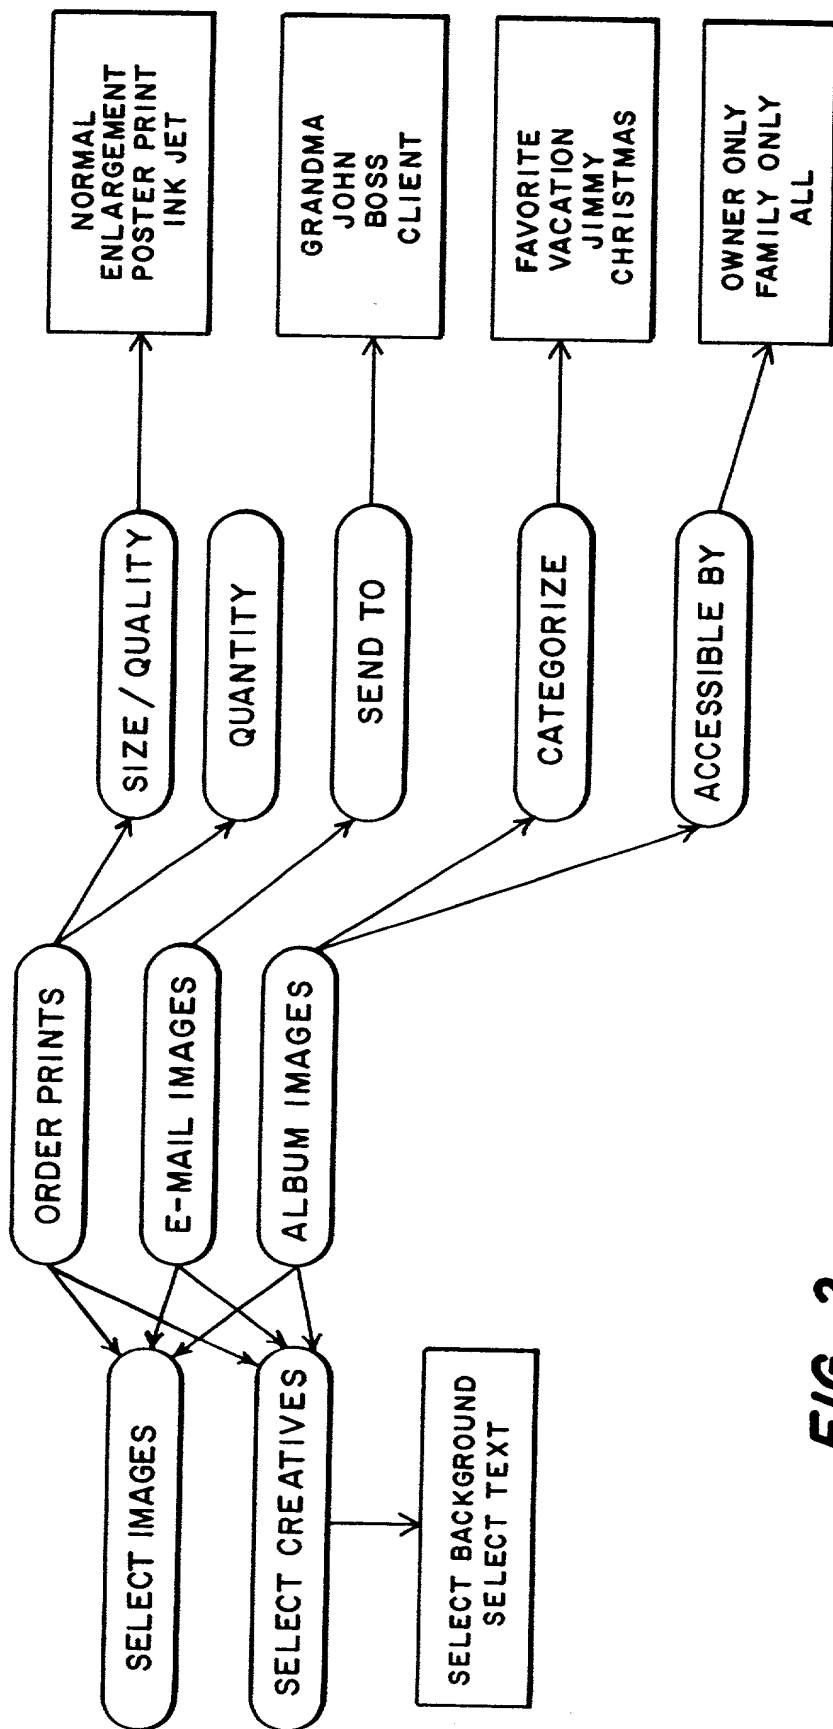 SELECT IMAGES
SELECT CREATIVES
SELECT BACKGROUND
SELECT TEXT
ORDER PRINTS
E-MAIL IMAGES
ALBUM IMAGES
SIZE / QUALITY
QUANTITY
SEND TO
CATEGORIZE
ACCESSIBLE BY
NORMAL
ENLARGEMENT
POSTER PRINT
INK JET
GRANDMA
JOHN
BOSS
CLIENT
FAVORITE
VACATION
JIMMY
CHRISTMAS
OWNER ONLY
FAMILY ONLY
ALL